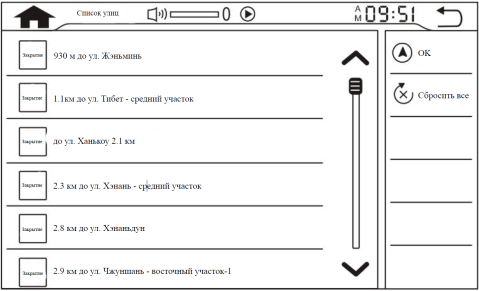 Список улиц
0
AM 09:51
Закрытие 930 м до ул. Жэньминь
Закрытие 1.1км до ул. Тибет - средний участок
Закрытие до ул. Ханькоу 2.1 км
Закрытие 2.3 км до ул. Хэнань - средний участок
Закрытие 2.8 км до ул. Хэнаньдун
Закрытие 2.9 км до ул. Чжуншань - восточный участок-1
OK
Сбросить все